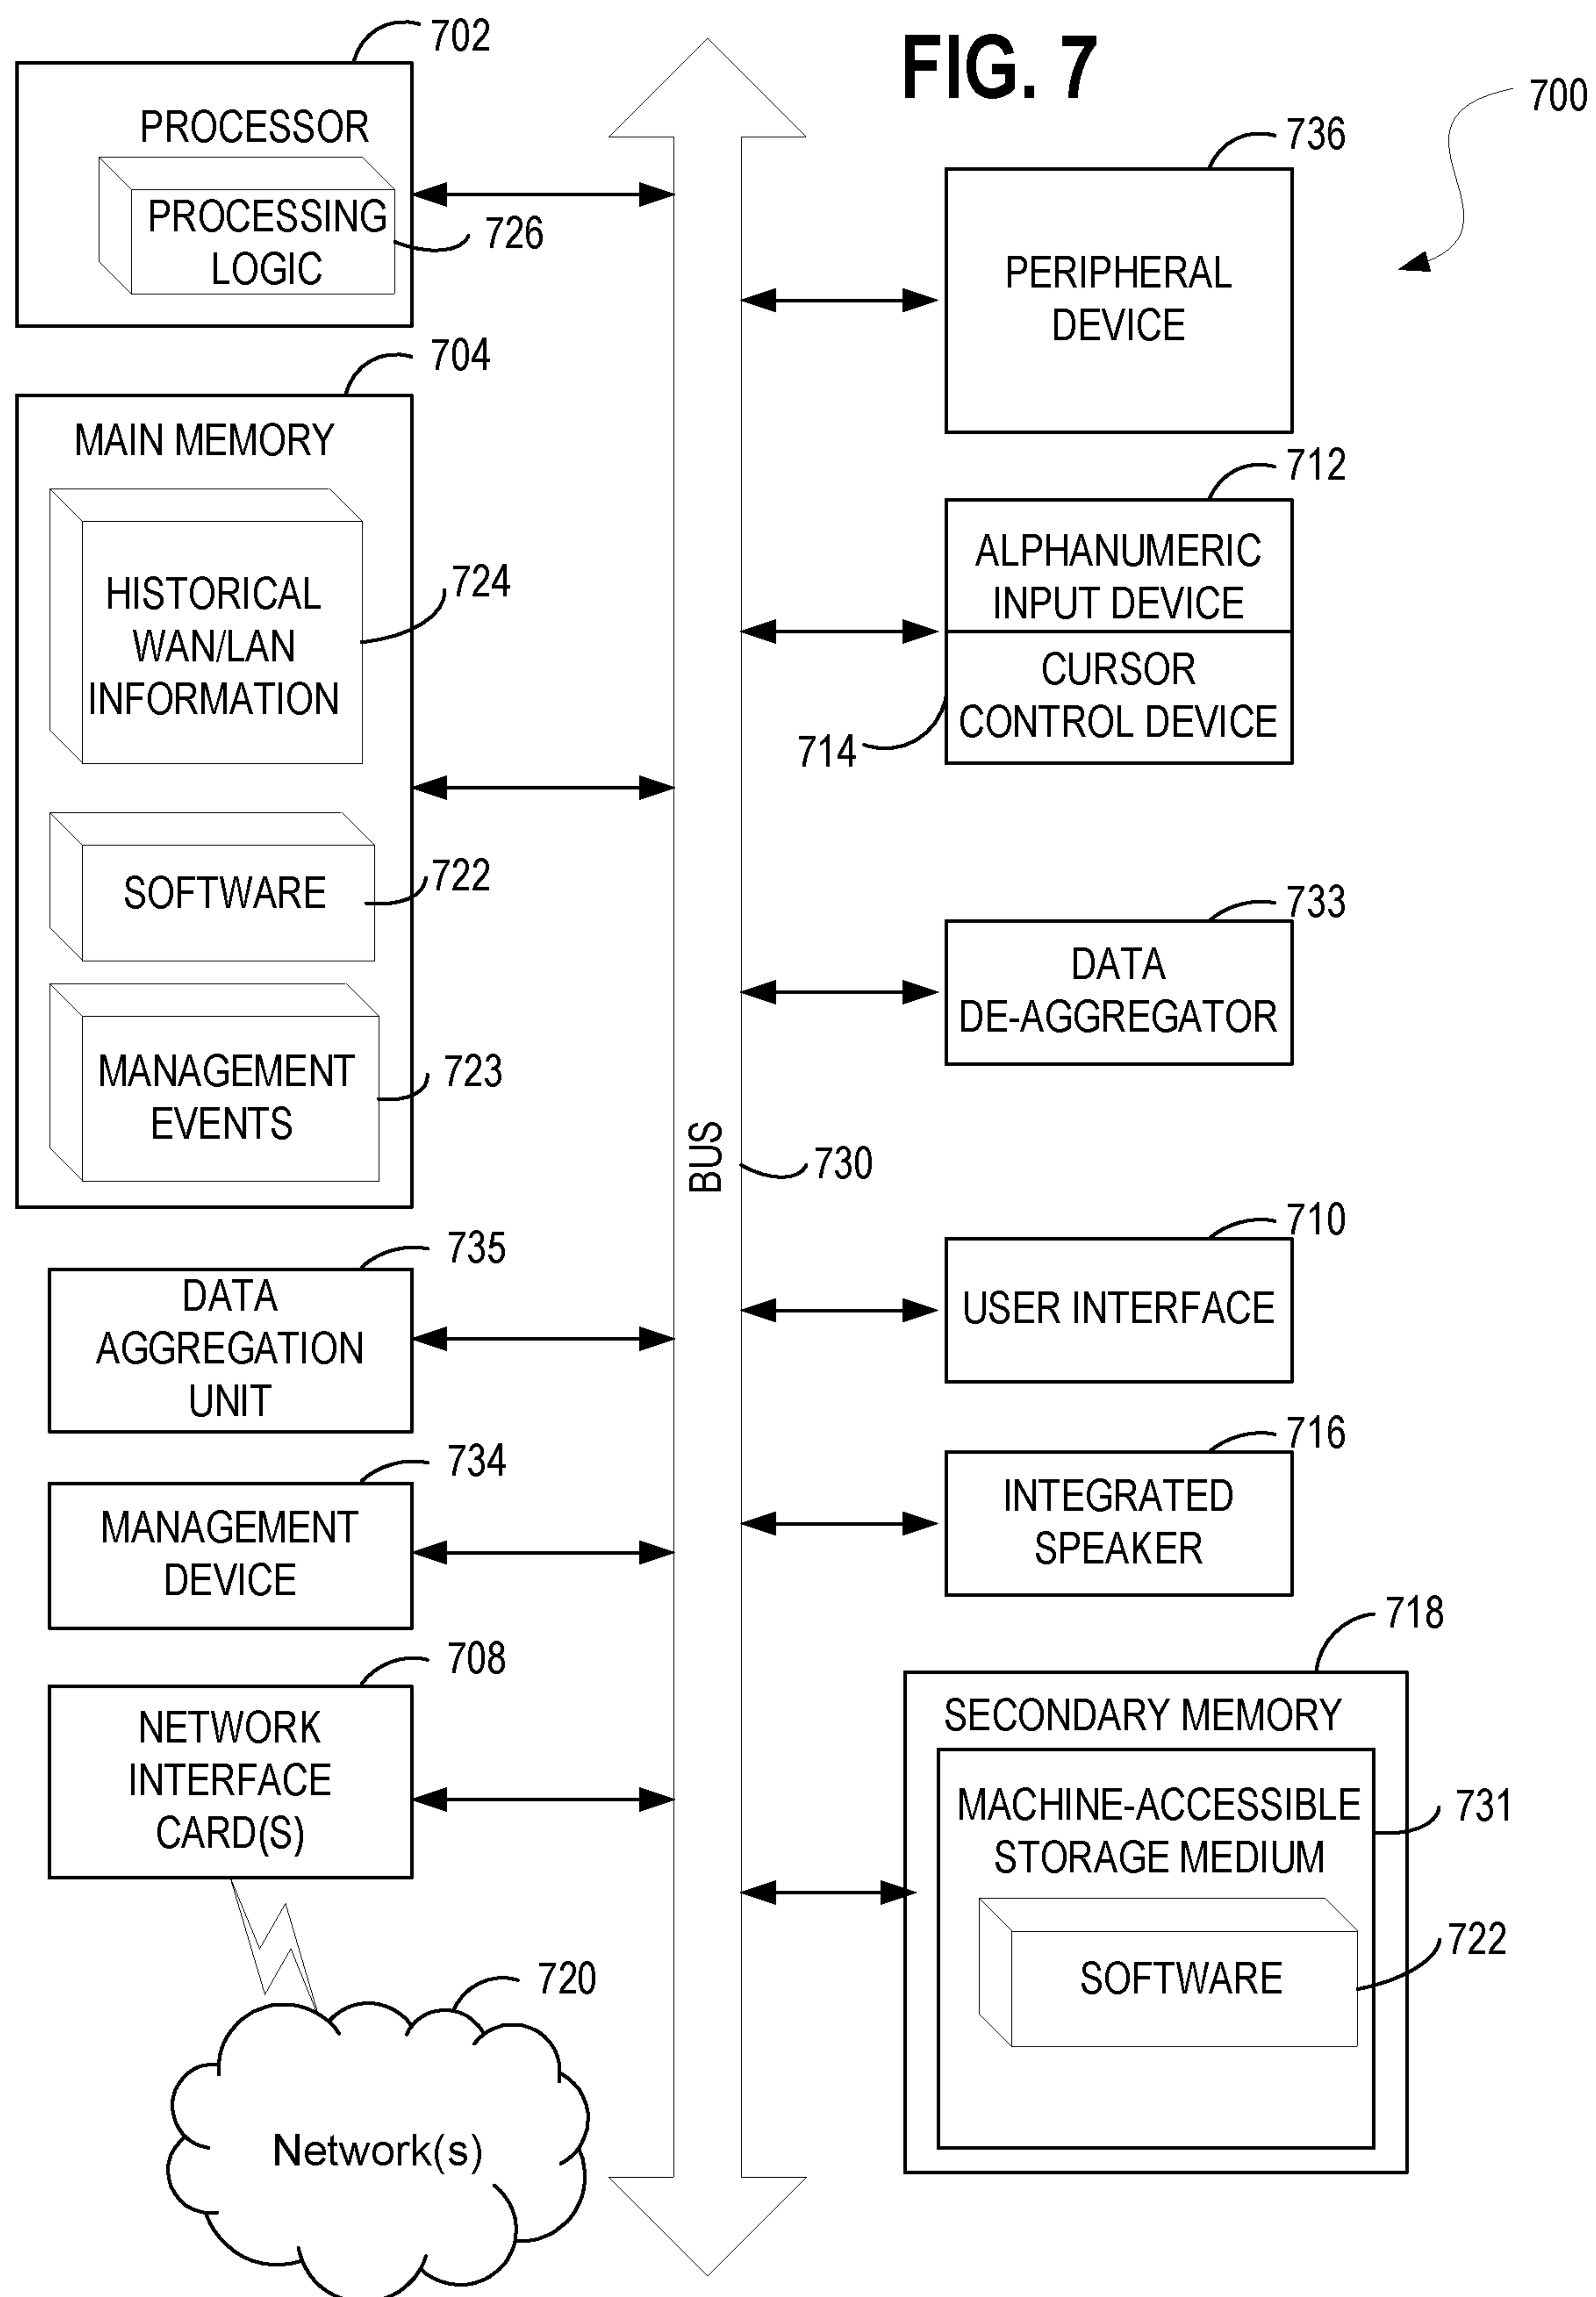 FIG. 7
700
702
PROCESSOR
PROCESSING
LOGIC
726
704
MAIN MEMORY
HISTORICAL
WAN/LAN
INFORMATION
724
SOFTWARE
722
MANAGEMENT
EVENTS
723
735
DATA
AGGREGATION
UNIT
734
MANAGEMENT
DEVICE
708
NETWORK
INTERFACE
CARD(S)
720
Network(s)
BUS
730
736
PERIPHERAL
DEVICE
712
ALPHANUMERIC
INPUT DEVICE
CURSOR
CONTROL DEVICE
714
733
DATA
DE-AGGREGATOR
710
USER INTERFACE
716
INTEGRATED
SPEAKER
718
SECONDARY MEMORY
MACHINE-ACCESSIBLE
STORAGE MEDIUM
731
SOFTWARE
722